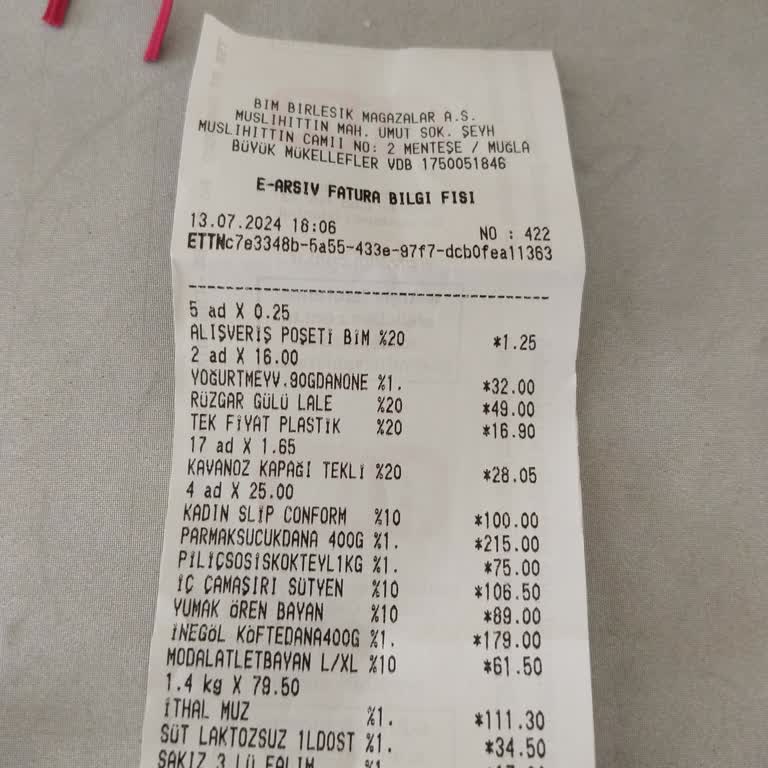 BIM BIRLESIK MAGAZALAR A.S.
MUSLIHITTIN MAH. UMUT SOK. ŞEYH
MUSLIHITTIN CAMII NO: 2 MENTEŞE / MUĞLA
BÜYÜK MÜKELLEFLER VDB 1750051846
E-ARSIV FATURA BILGI FISI
13.07.2024 18:06 NO : 422
ETTNc7e3348b-5a55-433e-97f7-dcb0fea11363
5 ad X 0.25
ALIŞVERİŞ POŞETİ BİM %20 *1.25
2 ad X 16.00
YOĞURTMEYV.90GDANONE %1. *32.00
RÜZGAR GÜLÜ LALE %20 *49.00
TEK FİYAT PLASTİK %20 *16.90
17 ad X 1.65
KAVANOZ KAPAĞI TEKLİ %20 *28.05
4 ad X 25.00
KADIN SLİP CONFORM %10 *100.00
PARMAKSUCUKDANA 400G %1. *215.00
PİLİÇSOSİSKOKTEYL1KG %1. *75.00
İÇ ÇAMAŞIRI SÜTYEN %10 *106.50
YUMAK ÖREN BAYAN %10 *89.00
İNEGÖL KÖFTEDANA400G %1. *179.00
MODALATLETBAYAN L/XL %10 *61.50
1.4 kg X 79.50
İTHAL MUZ %1. *111.30
SÜT LAKTOZSUZ 1LDOST %1. *34.50
SAKIZ 3 LÜ FALIM %1